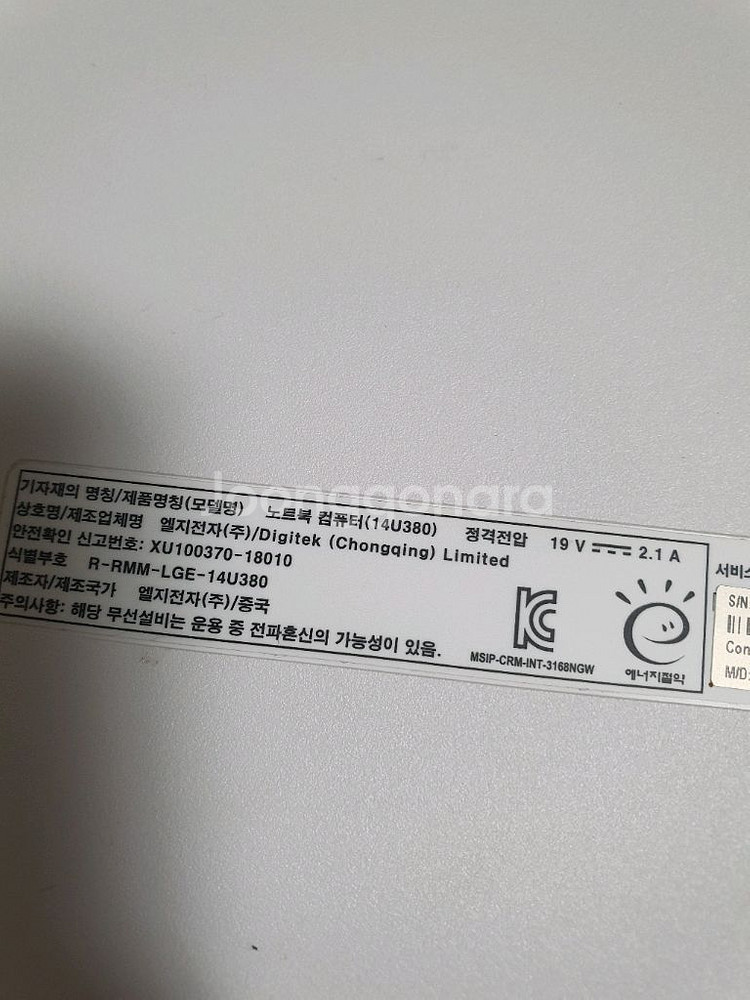 joonggonara
기자재의 명칭/제품명칭(모델명) 노트북 컴퓨터(14U380) 정격전압 19 V 2.1 A
상호명/제조업체명 엘지전자(주)/Digitek (Chongqing) Limited
안전확인 신고번호: XU100370-18010
식별부호 R-RMM-LGE-14U380
제조자/제조국가 엘지전자(주)/중국
주의사항: 해당 무선설비는 운용 중 전파혼신의 가능성이 있음.
MSIP-CRM-INT-3168NGW
에너지절약
서비스
S/N
Con
M/D: